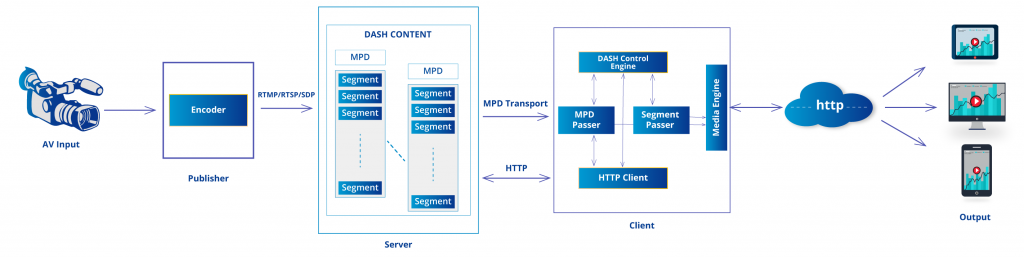 AV Input
Encoder
Publisher
RTMP/RTSP/SDP
DASH CONTENT
MPD
Segment
Segment
Segment
Segment
MPD
Segment
Segment
Segment
Segment
Server
MPD Transport
HTTP
DASH Control
Engine
MPD
Passer
Segment
Passer
HTTP Client
Media Engine
Client
http
Output